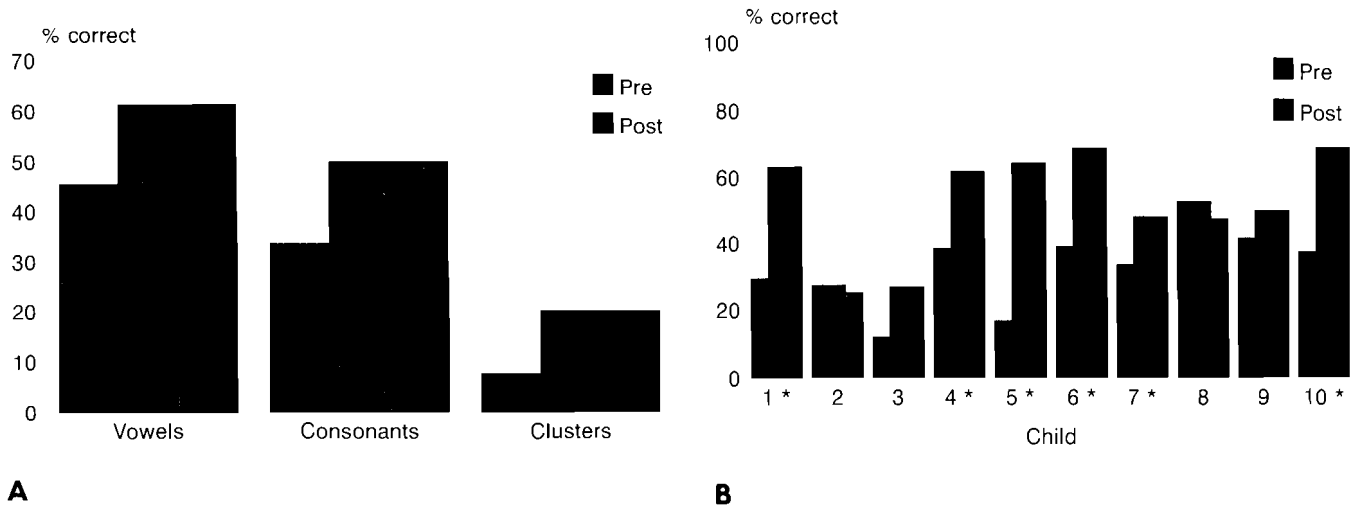 % correct
70
60
50
40
30
20
10
0
Pre
Post
Vowels Consonants Clusters
A
% correct
100
80
60
40
20
0
Pre
Post
1 * 2 3 4 * 5 * 6 * 7 * 8 9 10 *
Child
B